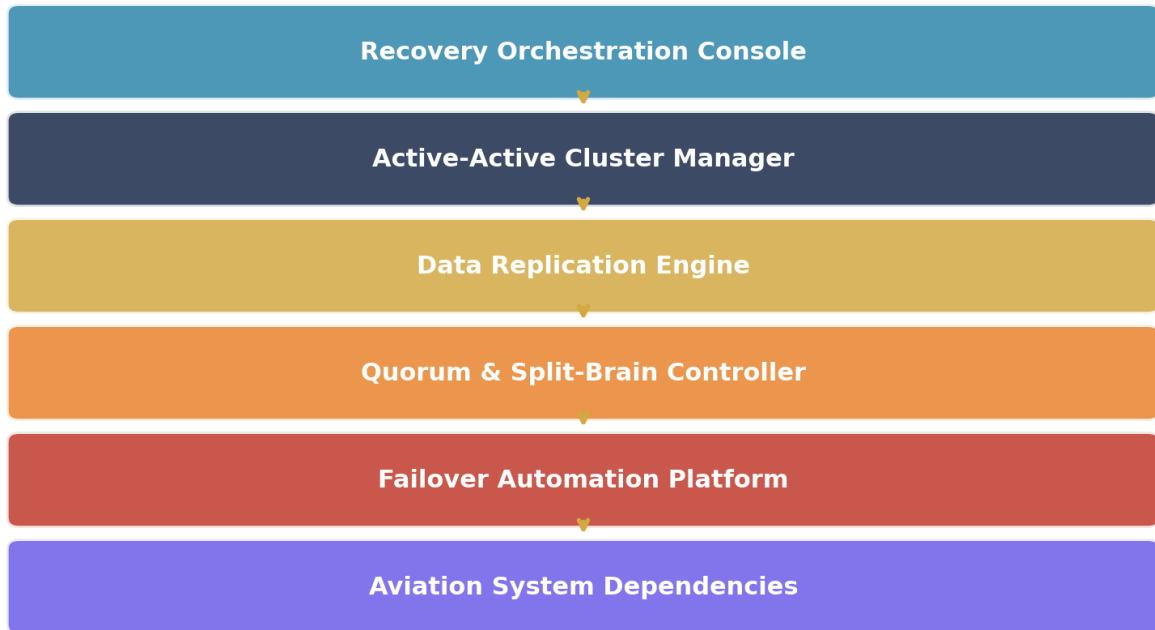 Recovery Orchestration Console
Active-Active Cluster Manager
Data Replication Engine
Quorum & Split-Brain Controller
Failover Automation Platform
Aviation System Dependencies